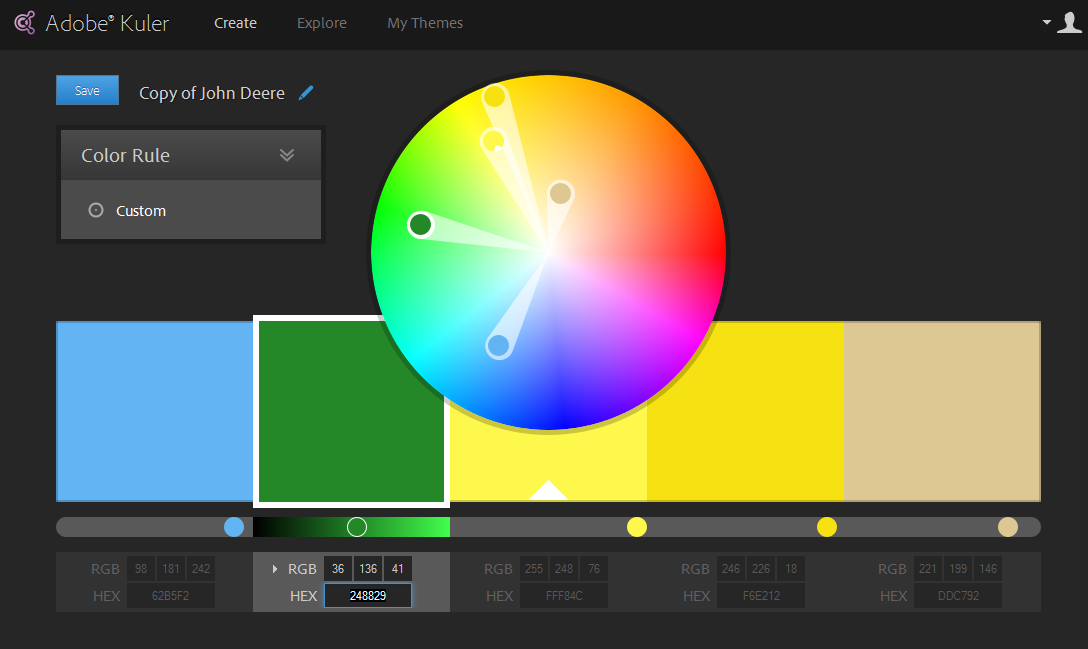 Adobe® Kuler Create Explore My Themes
Save Copy of John Deere
Color Rule
Custom
RGB 98 181 242 RGB 36 136 41 RGB 255 248 76 RGB 246 226 18 RGB 221 199 146
HEX 62B5F2 HEX 248829 HEX FFF84C HEX F6E212 HEX DDC792